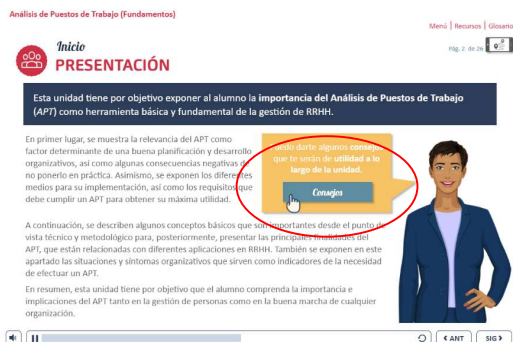 Análisis de Puestos de Trabajo (Fundamentos)
Menú | Recursos | Glosario
Pág. 2 de 26
Inicio
PRESENTACIÓN
Esta unidad tiene por objetivo exponer al alumno la importancia del Análisis de Puestos de Trabajo
(APT) como herramienta básica y fundamental de la gestión de RRHH.
En primer lugar, se muestra la relevancia del APT como
factor determinante de una buena planificación y desarrollo
organizativos, así como algunas consecuencias negativas de
no ponerlo en práctica. Asimismo, se exponen los diferentes
medios para su implementación, así como los requisitos que
debe cumplir un APT para obtener su máxima utilidad.
darte algunos consejos
que te serán de utilidad a lo
largo de la unidad.
Consejos
A continuación, se describen algunos conceptos básicos que son importantes desde el punto de
vista técnico y metodológico para, posteriormente, presentar las principales finalidades del
APT, que están relacionadas con diferentes aplicaciones en RRHH. También se exponen en este
apartado las situaciones y síntomas organizativos que sirven como indicadores de la necesidad
de efectuar un APT.
En resumen, esta unidad tiene por objetivo que el alumno comprenda la importancia e
implicaciones del APT tanto en la gestión de personas como en la buena marcha de cualquier
organización.
ANT
SIG